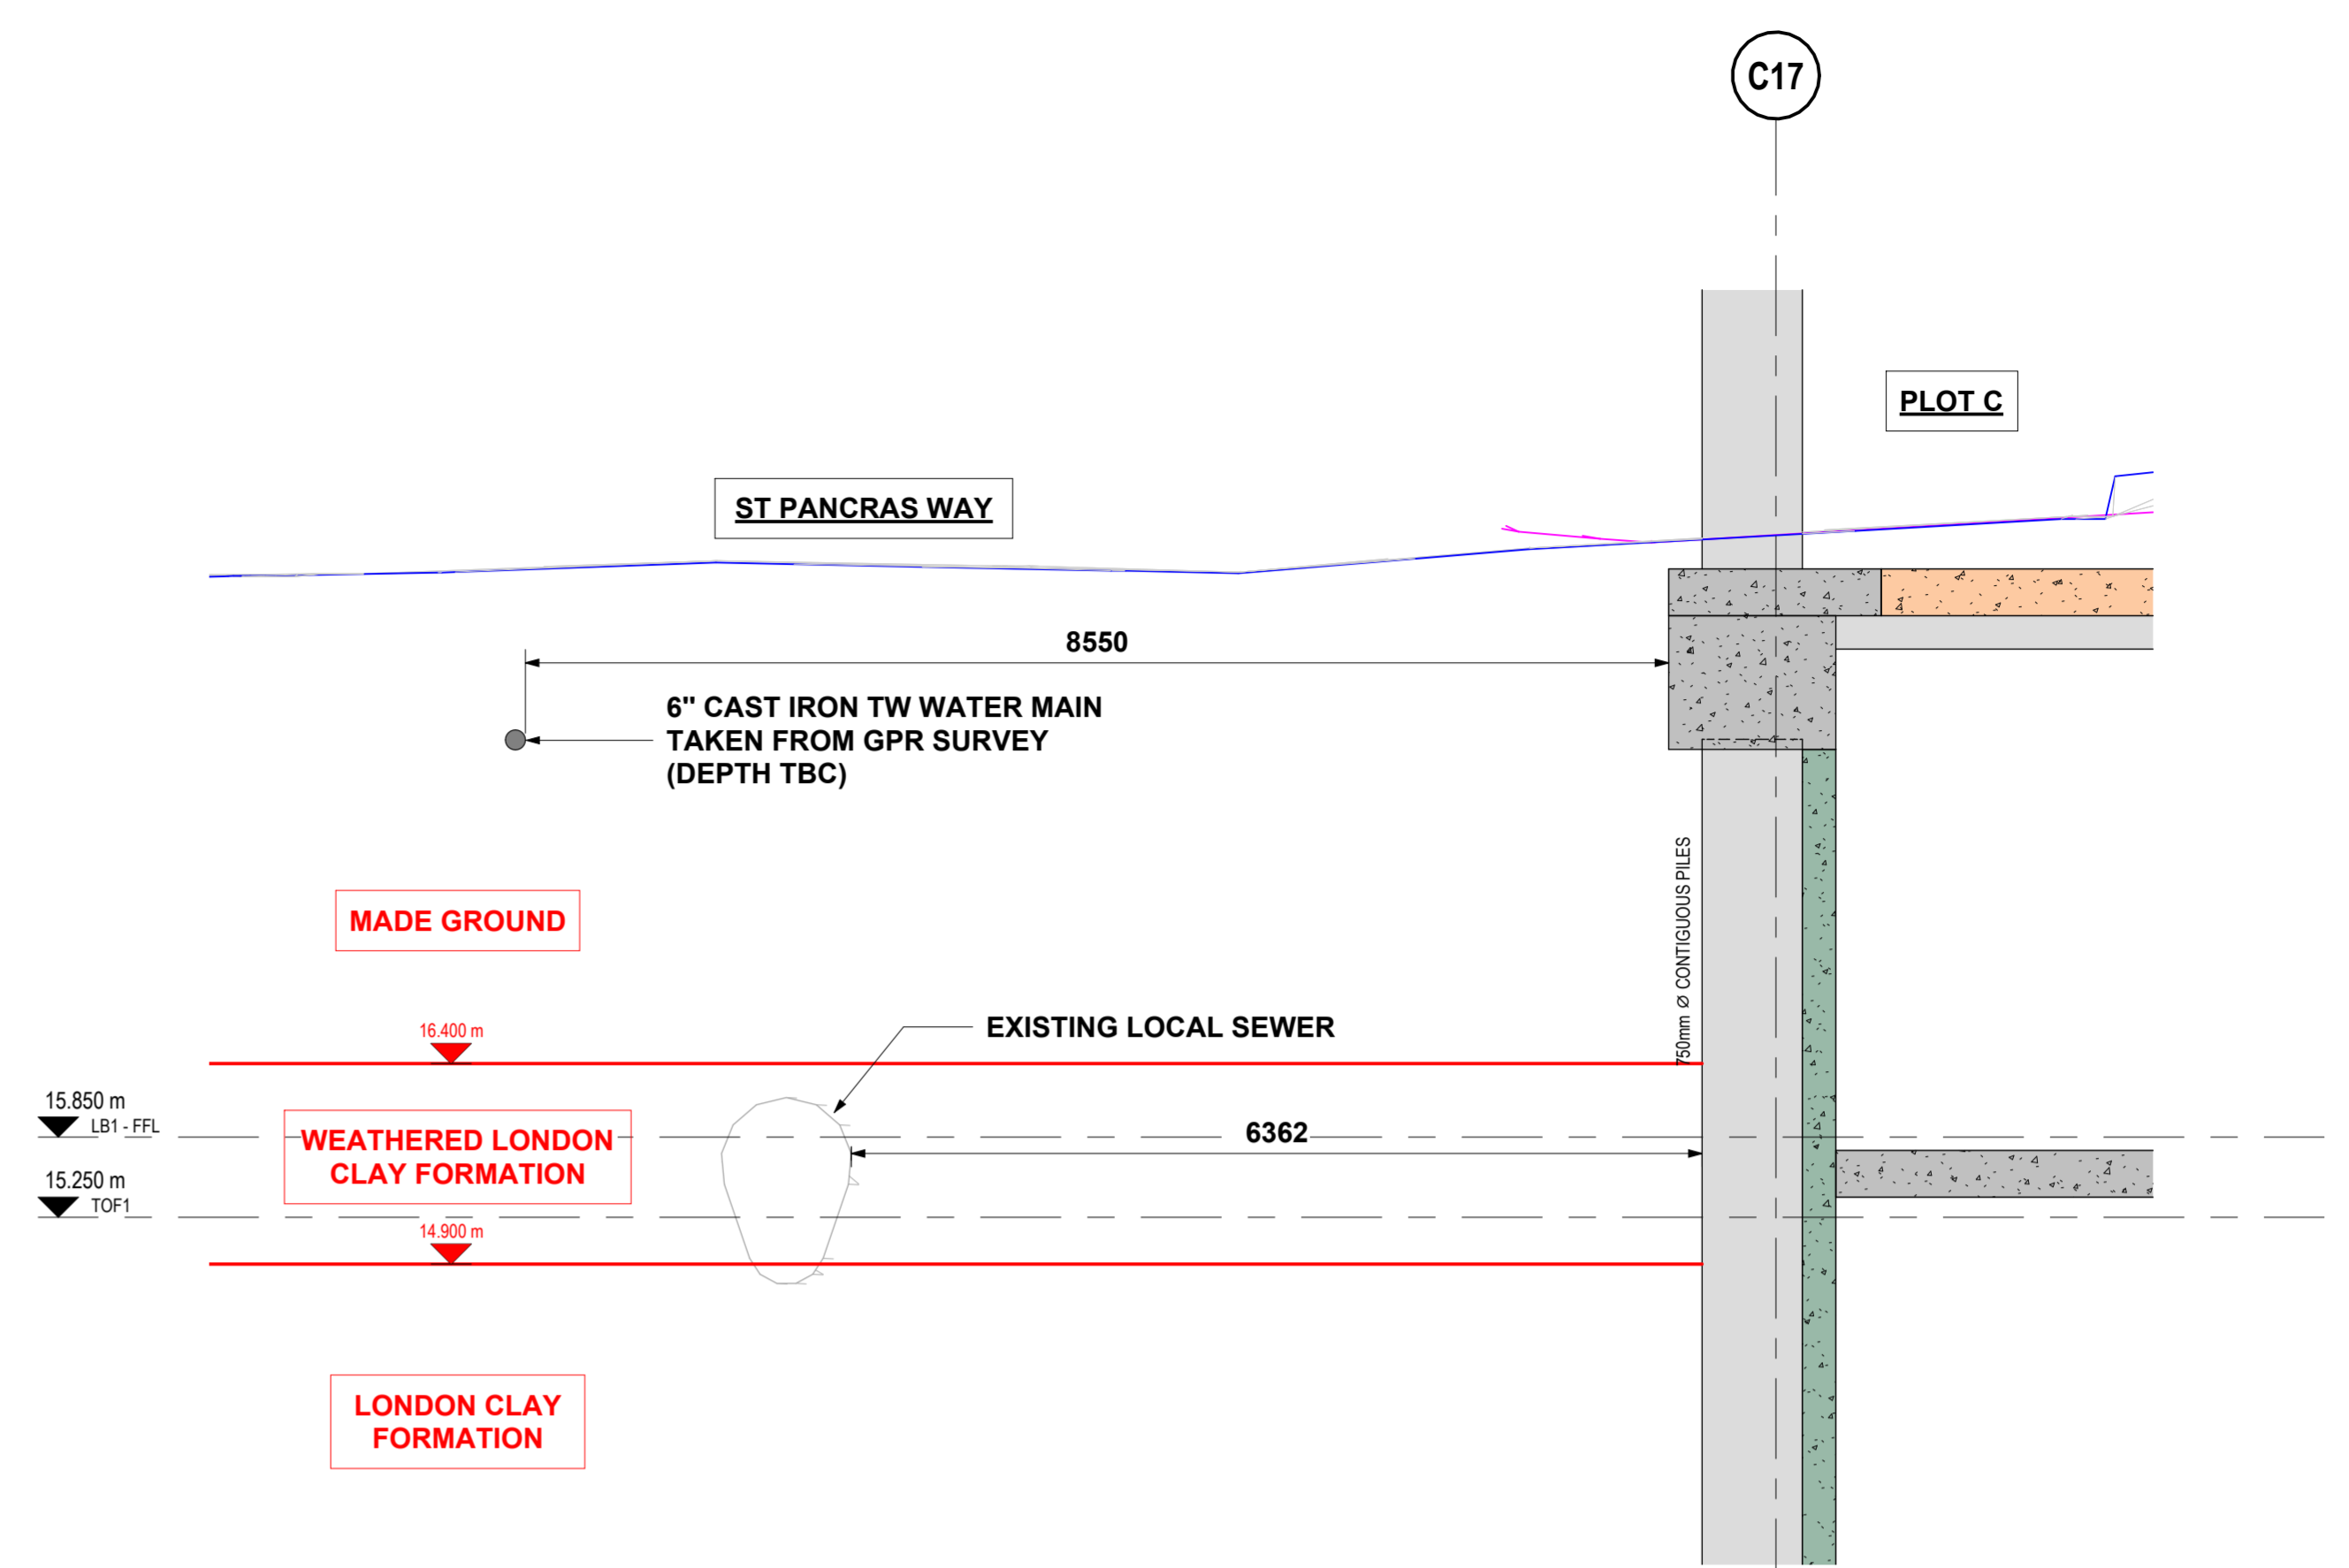 C17
PLOT C
ST PANCRAS WAY
8550
6" CAST IRON TW WATER MAIN
TAKEN FROM GPR SURVEY
(DEPTH TBC)
750mm Ø CONTIGUOUS PILES
MADE GROUND
EXISTING LOCAL SEWER
16.400 m
15.850 m
LB1 - FFL
WEATHERED LONDON
CLAY FORMATION
6362
15.250 m
TOF1
14.900 m
LONDON CLAY
FORMATION